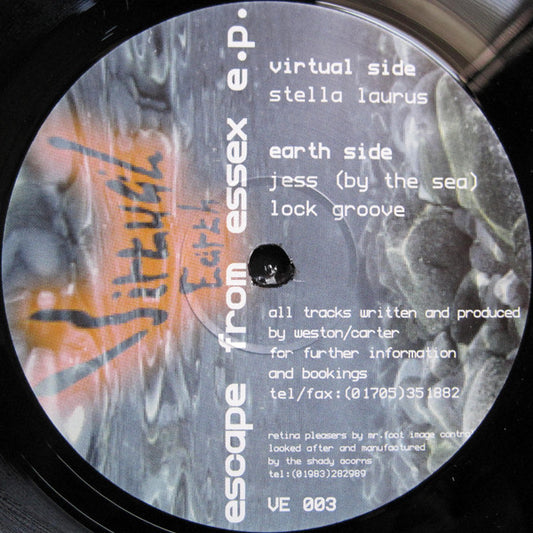 Virtual
Earth
escape from essex e.p.
virtual side
stella laurus
earth side
jess (by the sea)
lock groove
all tracks written and produced
by weston/carter
for further information
and bookings
tel/fax:(01705)351882
retina pleasers by mr.foot image control
looked after and manufactured
by the shady acorns
tel:(01983)282989
VE 003